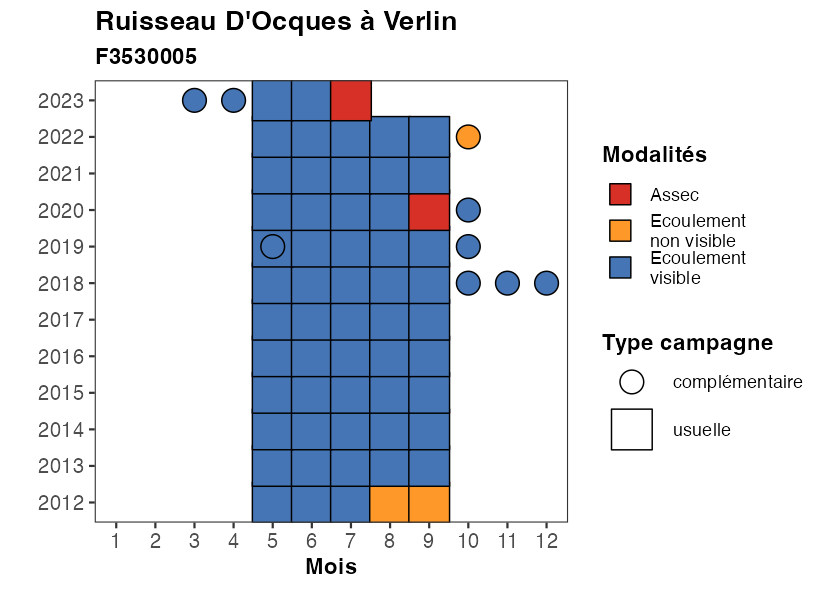 Ruisseau D'Ocques à Verlin
F3530005
2023
2022
2021
2020
2019
2018
2017
2016
2015
2014
2013
2012
1 2 3 4 5 6 7 8 9 10 11 12
Mois
Modalités
Assec
Ecoulement
non visible
Ecoulement
visible
Type campagne
complémentaire
usuelle